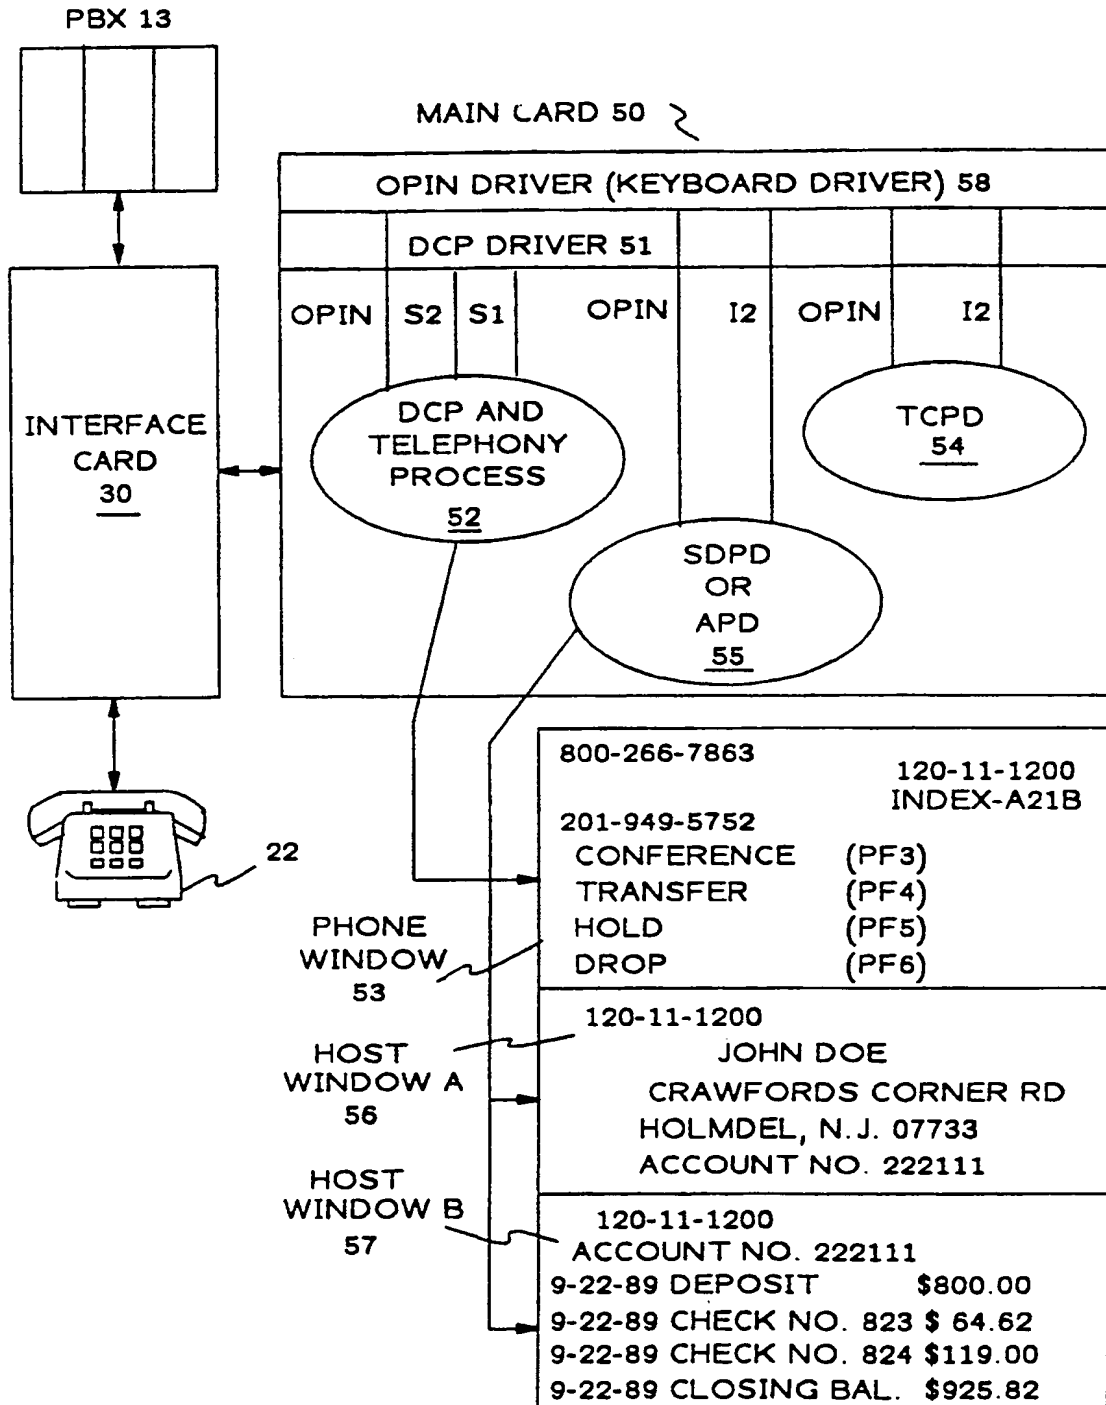 PBX 13
MAIN CARD 50
OPIN DRIVER (KEYBOARD DRIVER) 58
DCP DRIVER 51
OPIN S2 S1 OPIN I2 OPIN I2
INTERFACE
CARD
30
DCP AND
TELEPHONY
PROCESS
52
TCPD
54
SDPD
OR
APD
55
22
PHONE
WINDOW
53
800-266-7863
120-11-1200
INDEX-A21B
201-949-5752
CONFERENCE (PF3)
TRANSFER (PF4)
HOLD (PF5)
DROP (PF6)
HOST
WINDOW A
56
120-11-1200
JOHN DOE
CRAWFORDS CORNER RD
HOLMDEL, N.J. 07733
ACCOUNT NO. 222111
HOST
WINDOW B
57
120-11-1200
ACCOUNT NO. 222111
9-22-89 DEPOSIT $800.00
9-22-89 CHECK NO. 823 $ 64.62
9-22-89 CHECK NO. 824 $119.00
9-22-89 CLOSING BAL. $925.82